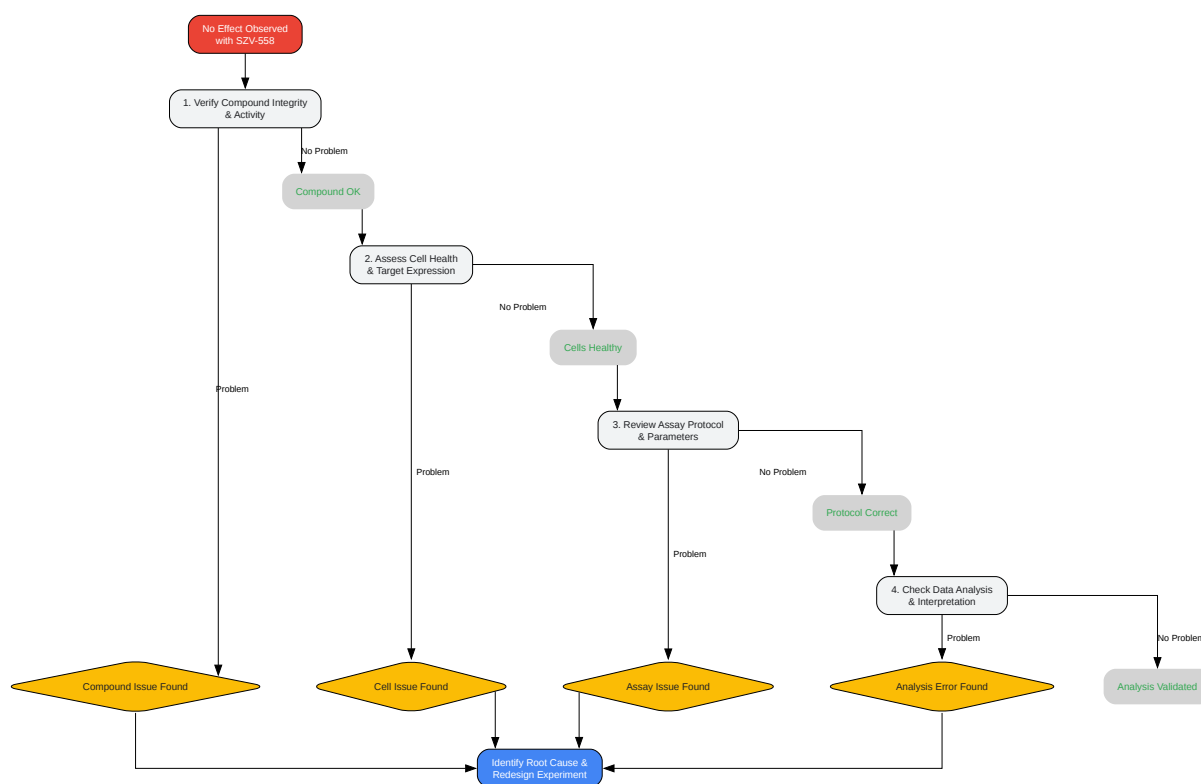 No Effect Observed
with SZV-558
1. Verify Compound Integrity
& Activity
No Problem
Compound OK
2. Assess Cell Health
& Target Expression
No Problem
Cells Healthy
Problem
3. Review Assay Protocol
& Parameters
Problem
No Problem
Protocol Correct
Problem
4. Check Data Analysis
& Interpretation
Problem
No Problem
Compound Issue Found
Cell Issue Found
Assay Issue Found
Analysis Error Found
Analysis Validated
Identify Root Cause &
Redesign Experiment